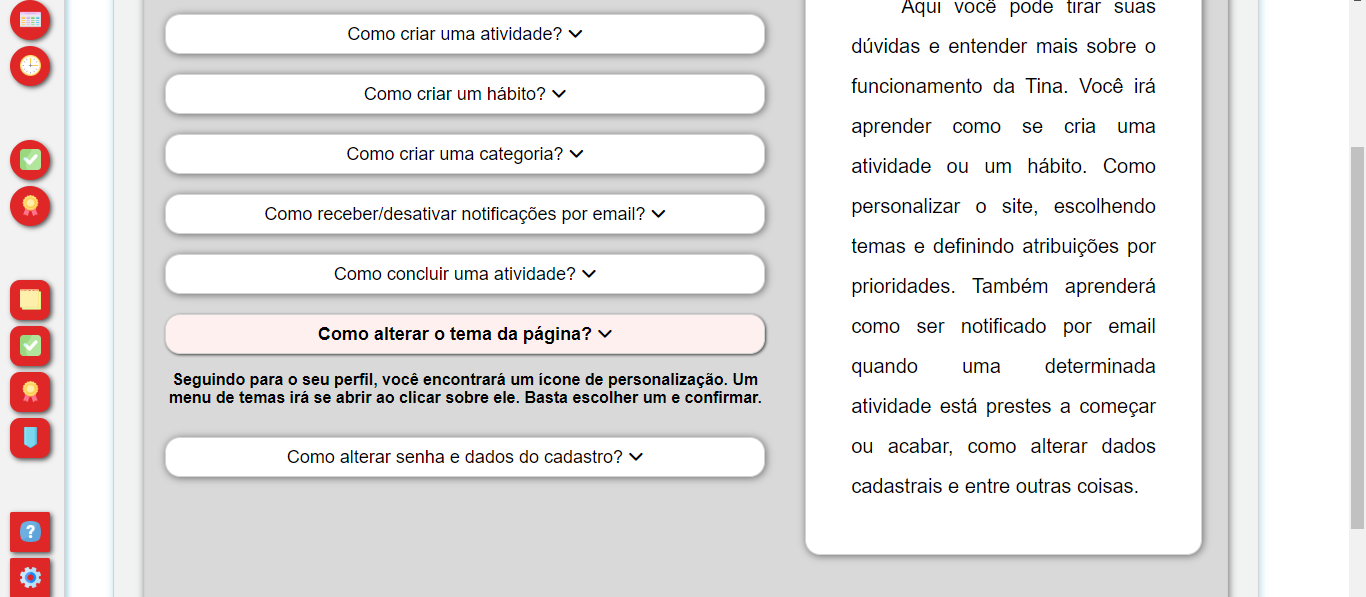 Como criar uma atividade?
Como criar um hábito?
Como criar uma categoria?
Como receber/desativar notificações por email?
Como concluir uma atividade?
Como alterar o tema da página?
Seguindo para o seu perfil, você encontrará um ícone de personalização. Um
menu de temas irá se abrir ao clicar sobre ele. Basta escolher um e confirmar.
Como alterar senha e dados do cadastro?
Aqui você pode tirar suas
dúvidas e entender mais sobre o
funcionamento da Tina. Você irá
aprender como se cria uma
atividade ou um hábito. Como
personalizar o site, escolhendo
temas e definindo atribuições por
prioridades. Também aprenderá
como ser notificado por email
quando uma determinada
atividade está prestes a começar
ou acabar, como alterar dados
cadastrais e entre outras coisas.